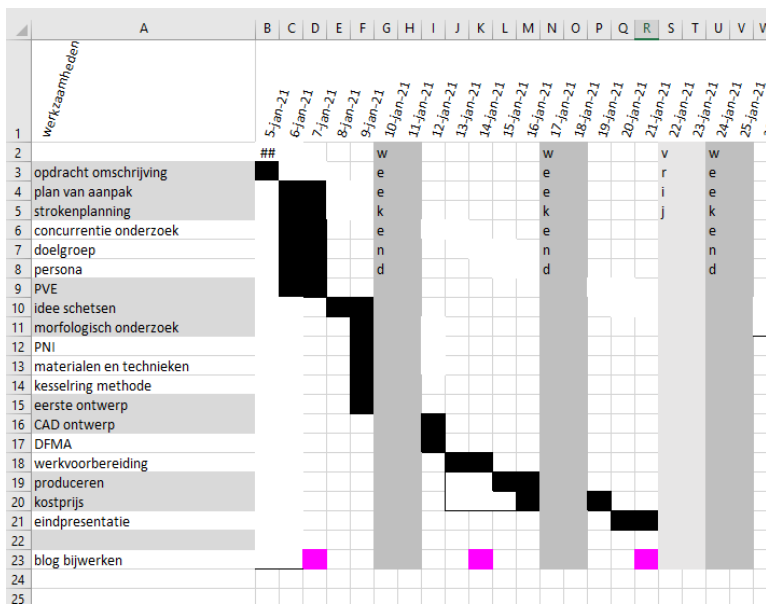 A B C D E F G H I J K L M N O P Q R S T U V W
1 werkzaamheden 5-jan-21 6-jan-21 7-jan-21 8-jan-21 9-jan-21 10-jan-21 11-jan-21 12-jan-21 13-jan-21 14-jan-21 15-jan-21 16-jan-21 17-jan-21 18-jan-21 19-jan-21 20-jan-21 21-jan-21 22-jan-21 23-jan-21 24-jan-21 25-jan-21
2 ## w w v w
3 opdracht omschrijving e e r e
4 plan van aanpak e e i e
5 strokenplanning k k j k
6 concurrentie onderzoek e e e
7 doelgroep n n n
8 persona d d d
9 PVE
10 idee schetsen
11 morfologisch onderzoek
12 PNI
13 materialen en technieken
14 kesselring methode
15 eerste ontwerp
16 CAD ontwerp
17 DFMA
18 werkvoorbereiding
19 produceren
20 kostprijs
21 eindpresentatie
22
23 blog bijwerken
24
25